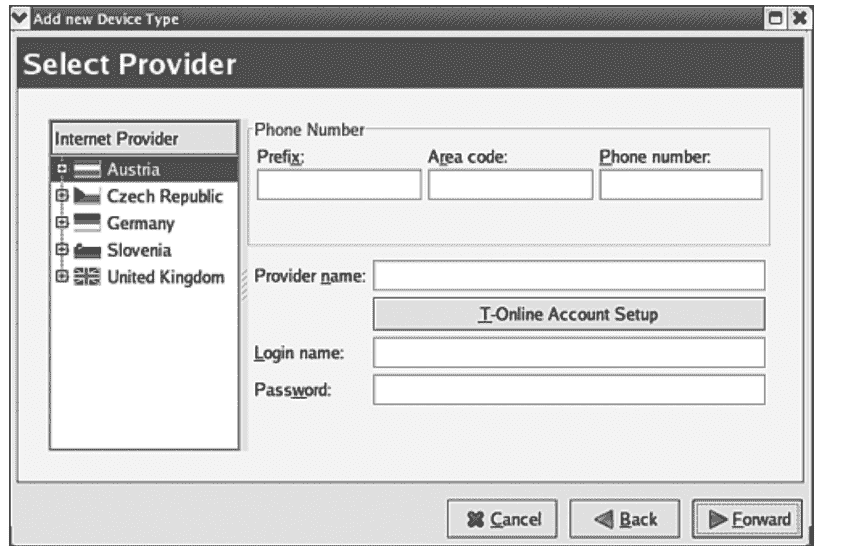 Add new Device Type
Select Provider
Internet Provider
Austria
Czech Republic
Germany
Slovenia
United Kingdom
Phone Number
Prefix: Area code: Phone number:
Provider name:
T-Online Account Setup
Login name:
Password:
Cancel Back Forward